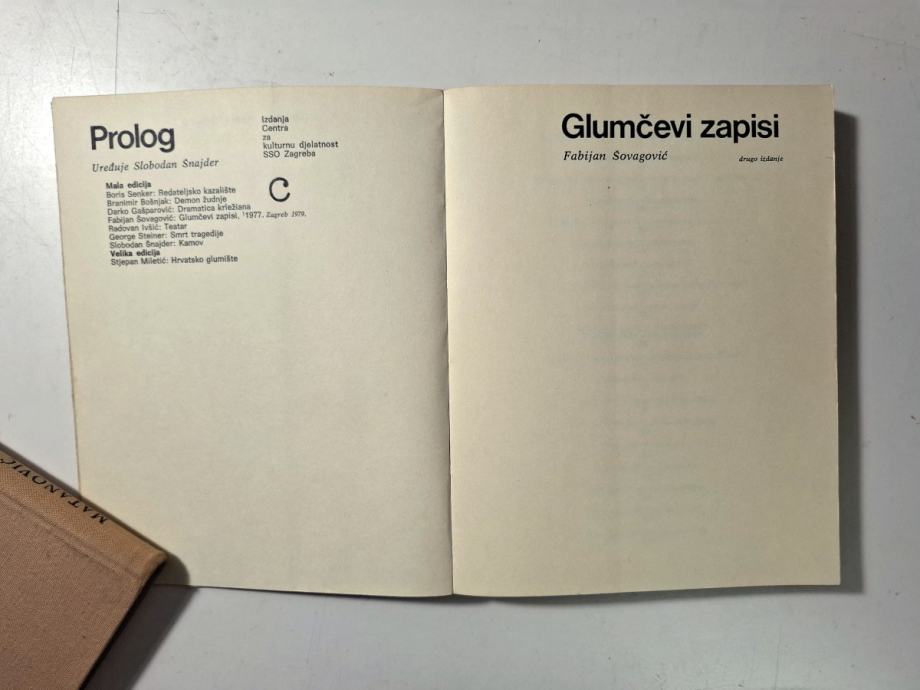 Prolog
Uređuje Slobodan Šnajder
Izdanja
Centra
za
kulturnu djelatnost
SSO Zagreba
C
Mala edicija
Boris Senker: Redateljsko kazalište
Branimir Bošnjak: Demon žudnje
Darko Gašparović: Dramatica krležiana
Fabijan Šovagović: Glumčevi zapisi, ¹1977. Zagreb 1979.
Radovan Ivšić: Teatar
George Steiner: Smrt tragedije
Slobodan Šnajder: Kamov
Velika edicija
Stjepan Miletić: Hrvatsko glumište
Glumčevi zapisi
Fabijan Šovagović
drugo izdanje
MATANOVIĆ